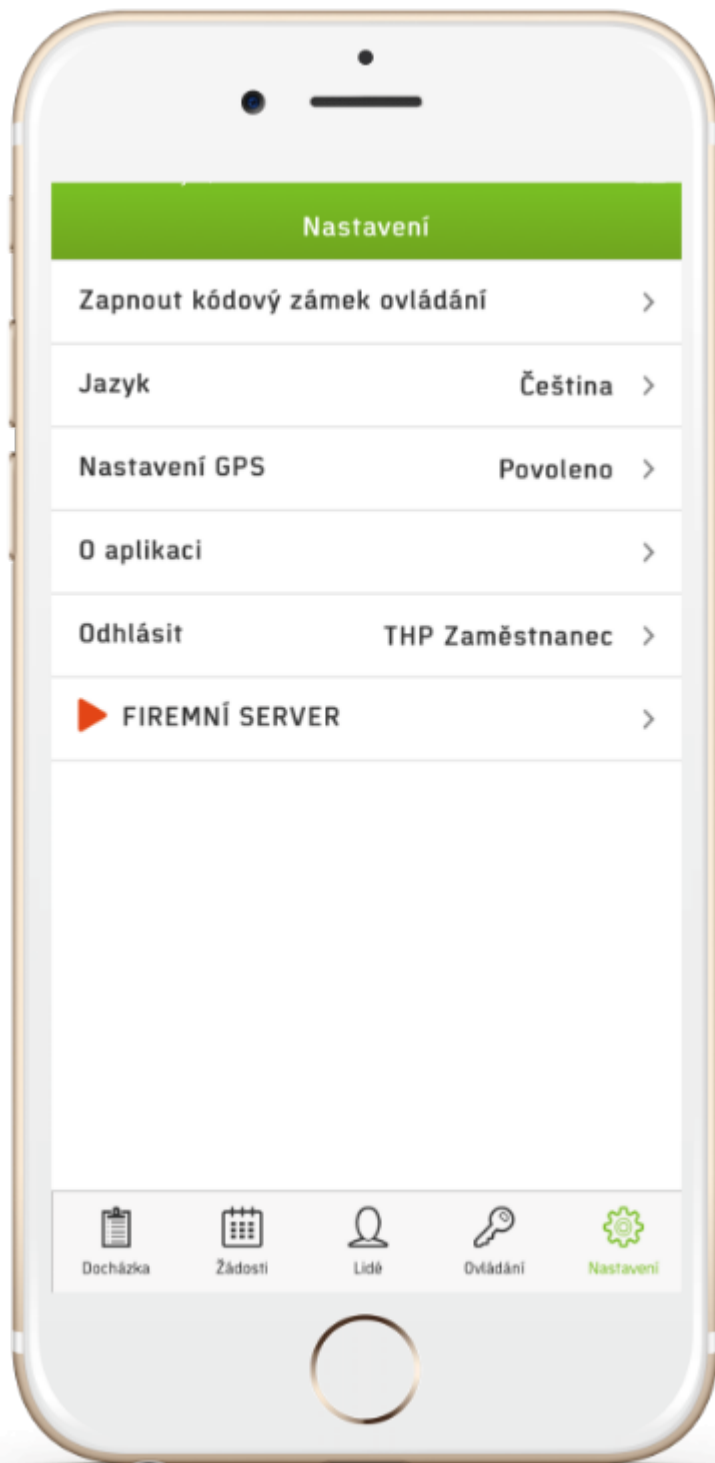 Nastavení
Zapnout kódový zámek ovládání
Jazyk Čeština
Nastavení GPS Povoleno
O aplikaci
Odhlásit THP Zaměstnanec
FIREMNÍ SERVER
Docházka Žádosti Lidé Ovládání Nastavení